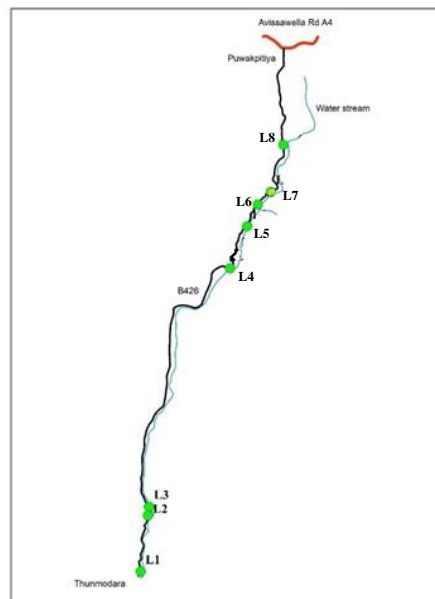 Avissawella Rd A4
Puwakpitiya
Water stream
L8
L7
L6
L5
L4
B426
L3
L2
L1
Thunmodara